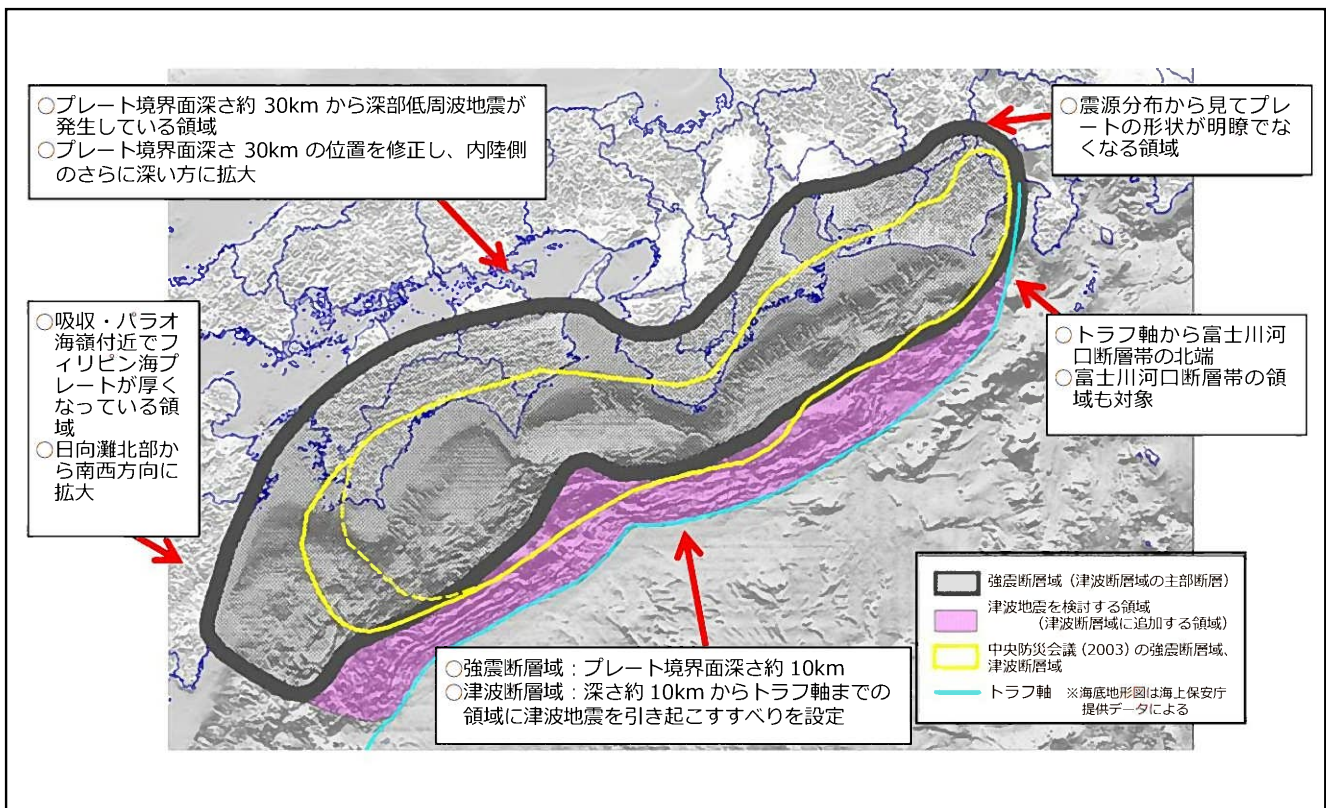 ○プレート境界面深さ約 30km から深部低周波地震が
発生している領域
○プレート境界面深さ 30km の位置を修正し、内陸側
のさらに深い方に拡大
○震源分布から見てプレ
ートの形状が明瞭でな
くなる領域
○吸収・パラオ
海嶺付近でフ
ィリピン海プ
レートが厚く
なっている領
域
○日向灘北部か
ら南西方向に
拡大
○トラフ軸から富士川河
口断層帯の北端
○富士川河口断層帯の領
域も対象
○強震断層域：プレート境界面深さ約 10km
○津波断層域：深さ約 10km からトラフ軸までの
領域に津波地震を引き起こすすべりを設定
強震断層域（津波断層域の主部断層）
津波地震を検討する領域
（津波断層域に追加する領域）
中央防災会議（2003）の強震断層域、
津波断層域
トラフ軸 ※海底地形図は海上保安庁
提供データによる